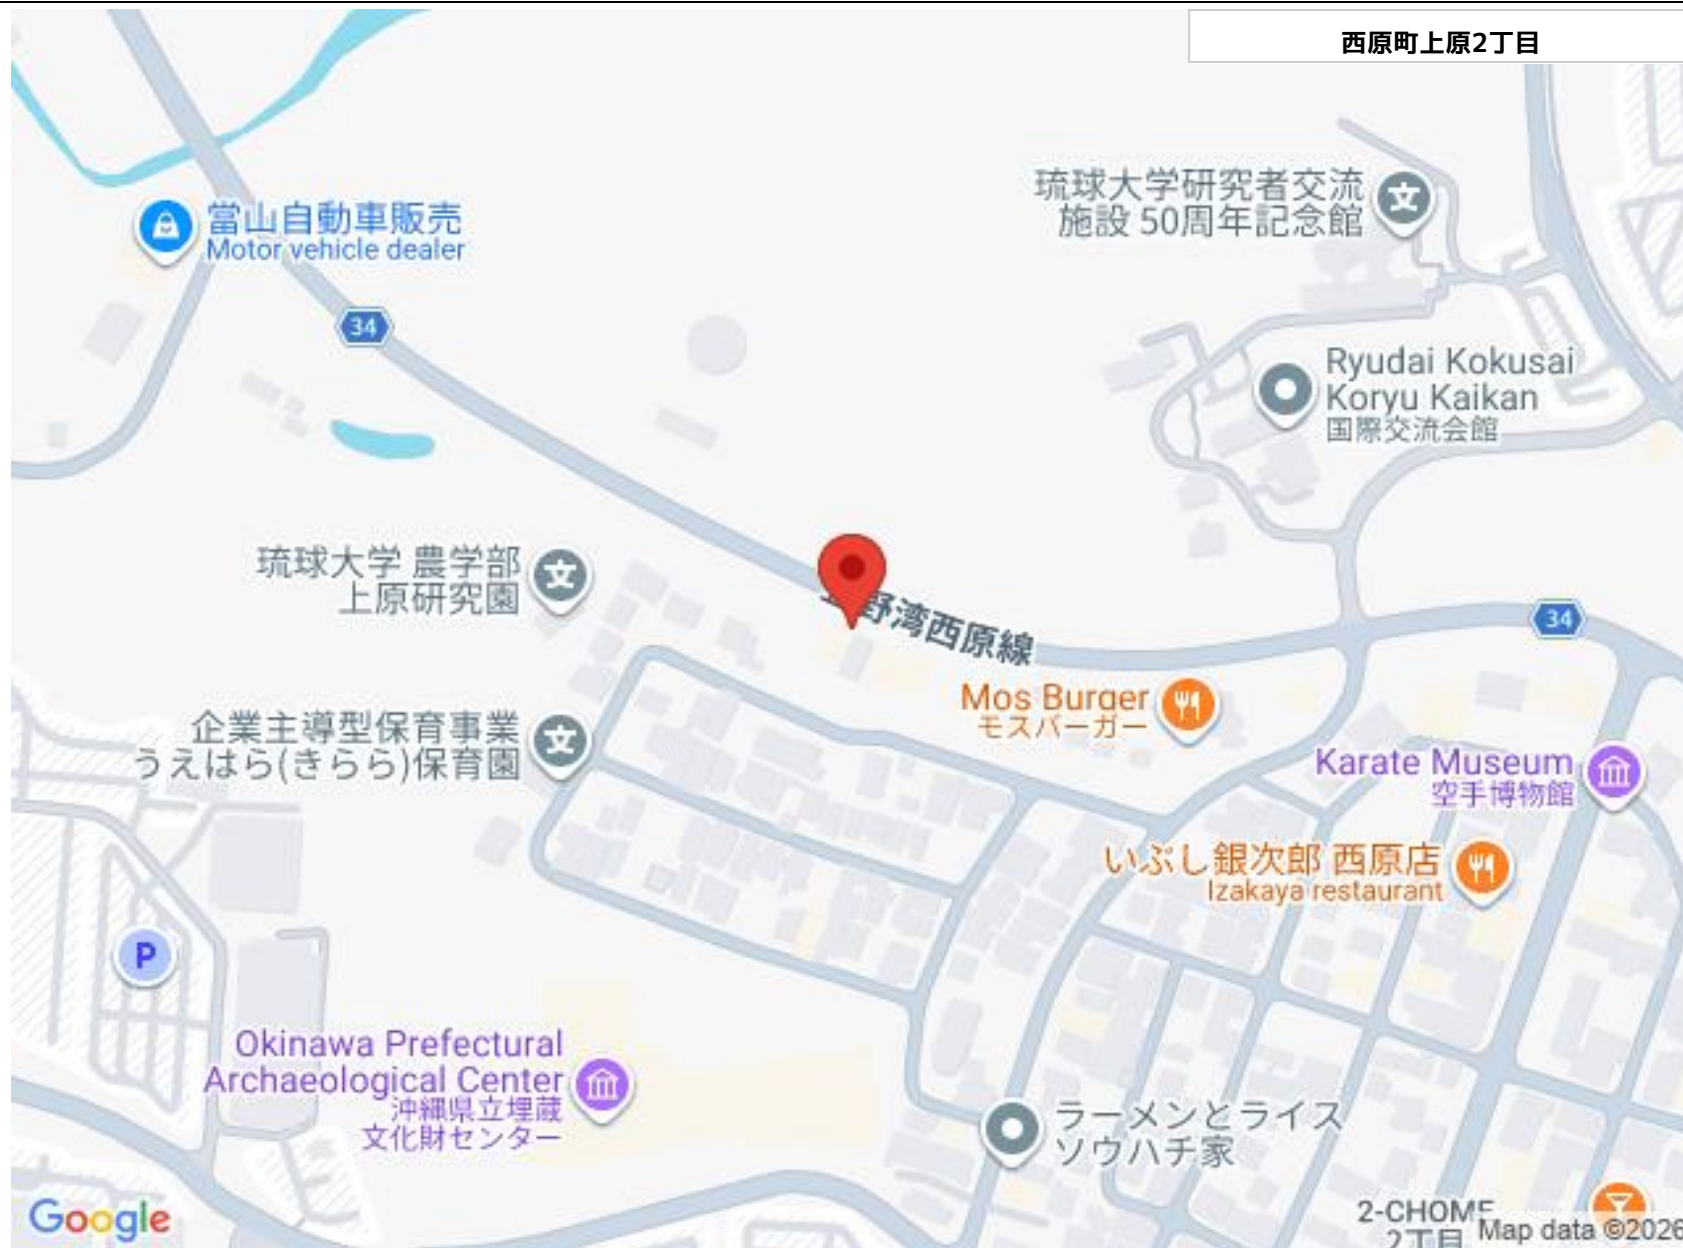 西原町上原2丁目
琉球大学研究者交流
施設 50周年記念館
當山自動車販売
Motor vehicle dealer
34
Ryudai Kokusai
Koryu Kaikan
国際交流会館
琉球大学 農学部
上原研究園
野湾西原線
34
Mos Burger
モスバーガー
企業主導型保育事業
うえはら(きらら)保育園
Karate Museum
空手博物館
いぶし銀次郎 西原店
Izakaya restaurant
P
Okinawa Prefectural
Archaeological Center
沖縄県立埋蔵
文化財センター
ラーメンとライス
ソウハチ家
2-CHOME
2丁目
Google
Map data ©2026